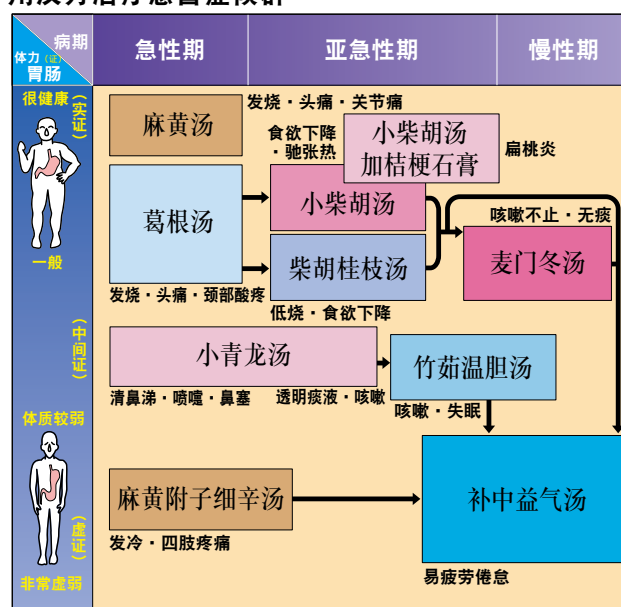 病期
体力(证)
胃肠
急性期
亚急性期
慢性期
很健康
(实证)
一般
(中间证)
体质较弱
(虚证)
非常虚弱
麻黄汤
发烧・头痛・关节痛
食欲下降
・驰张热
小柴胡汤
加桔梗石膏
扁桃炎
葛根汤
小柴胡汤
柴胡桂枝汤
咳嗽不止・无痰
麦门冬汤
发烧・头痛・颈部酸疼
低烧・食欲下降
小青龙汤
竹茹温胆汤
清鼻涕・喷嚏・鼻塞
透明痰液・咳嗽
咳嗽・失眠
麻黄附子细辛汤
补中益气汤
发冷・四肢疼痛
易疲劳倦怠